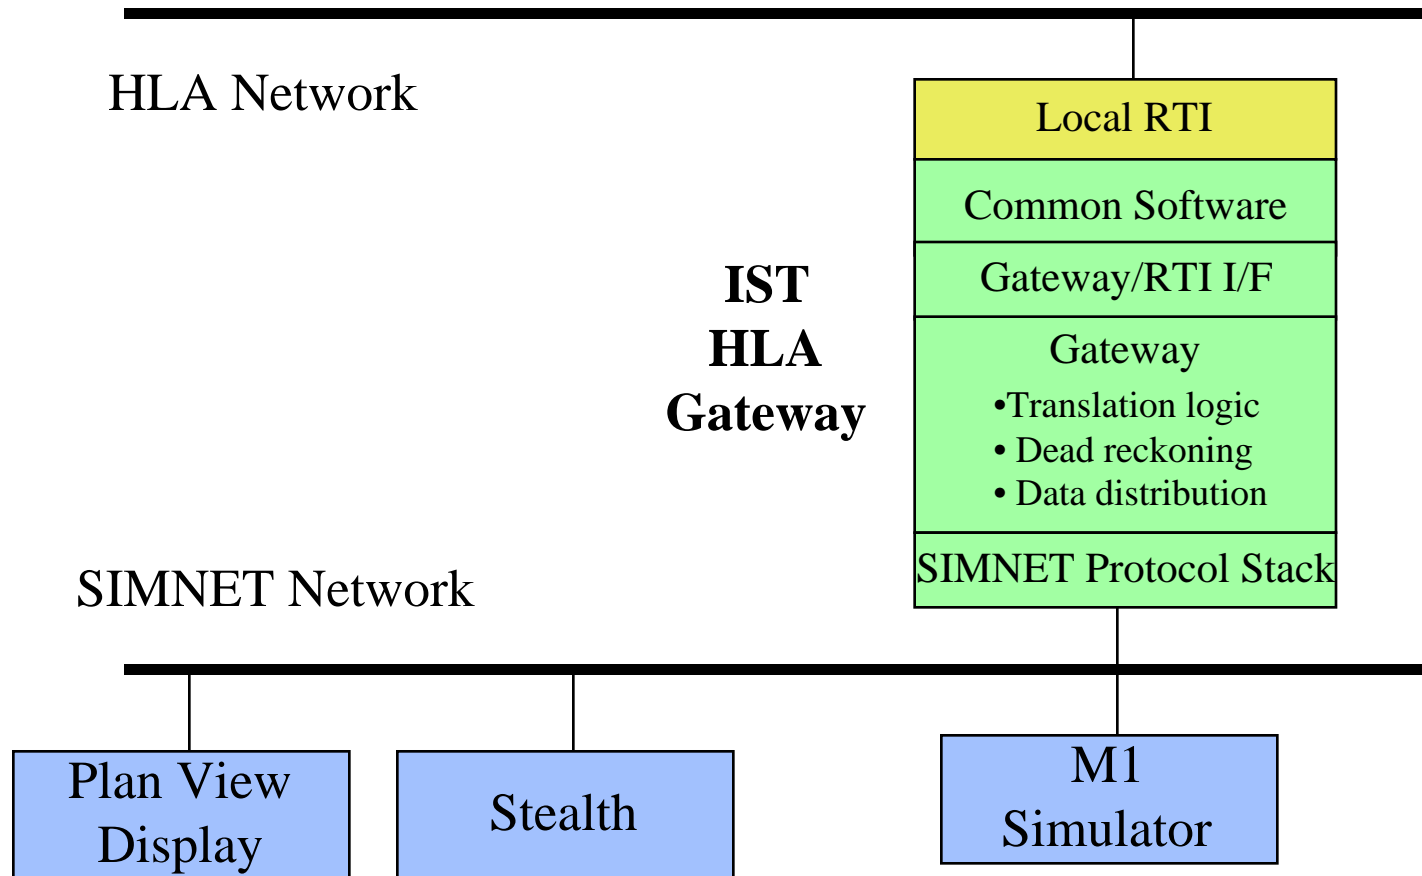 HLA Network
Local RTI
Common Software
Gateway/RTI I/F
IST
HLA
Gateway
Gateway
•Translation logic
• Dead reckoning
• Data distribution
SIMNET Protocol Stack
SIMNET Network
Plan View
Display
Stealth
M1
Simulator